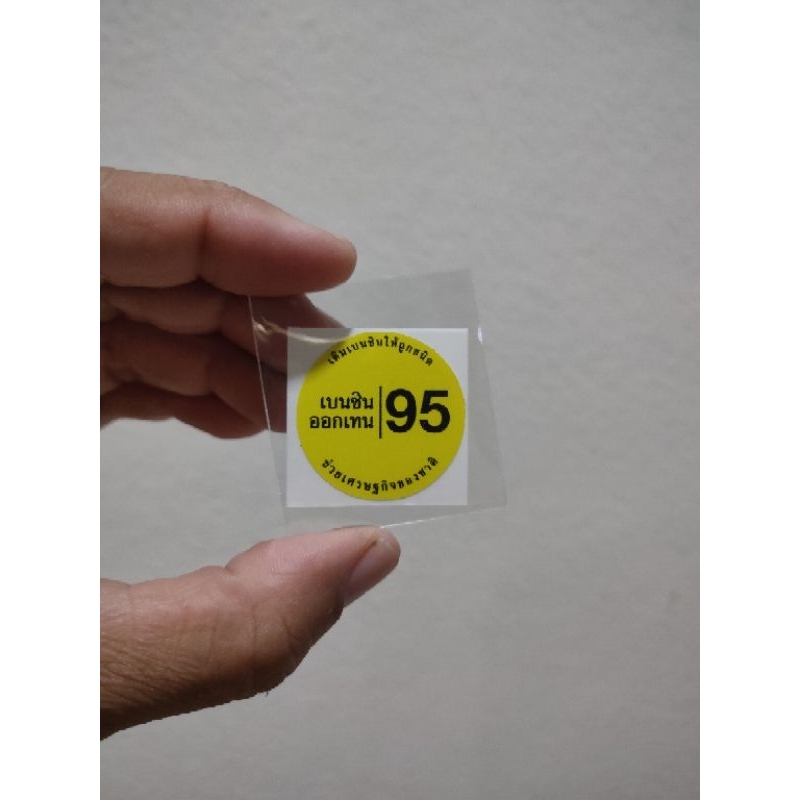 เติมเบนซินให้ถูกชนิด
เบนซิน
ออกเทน
95
ช่วยเศรษฐกิจของชาติ